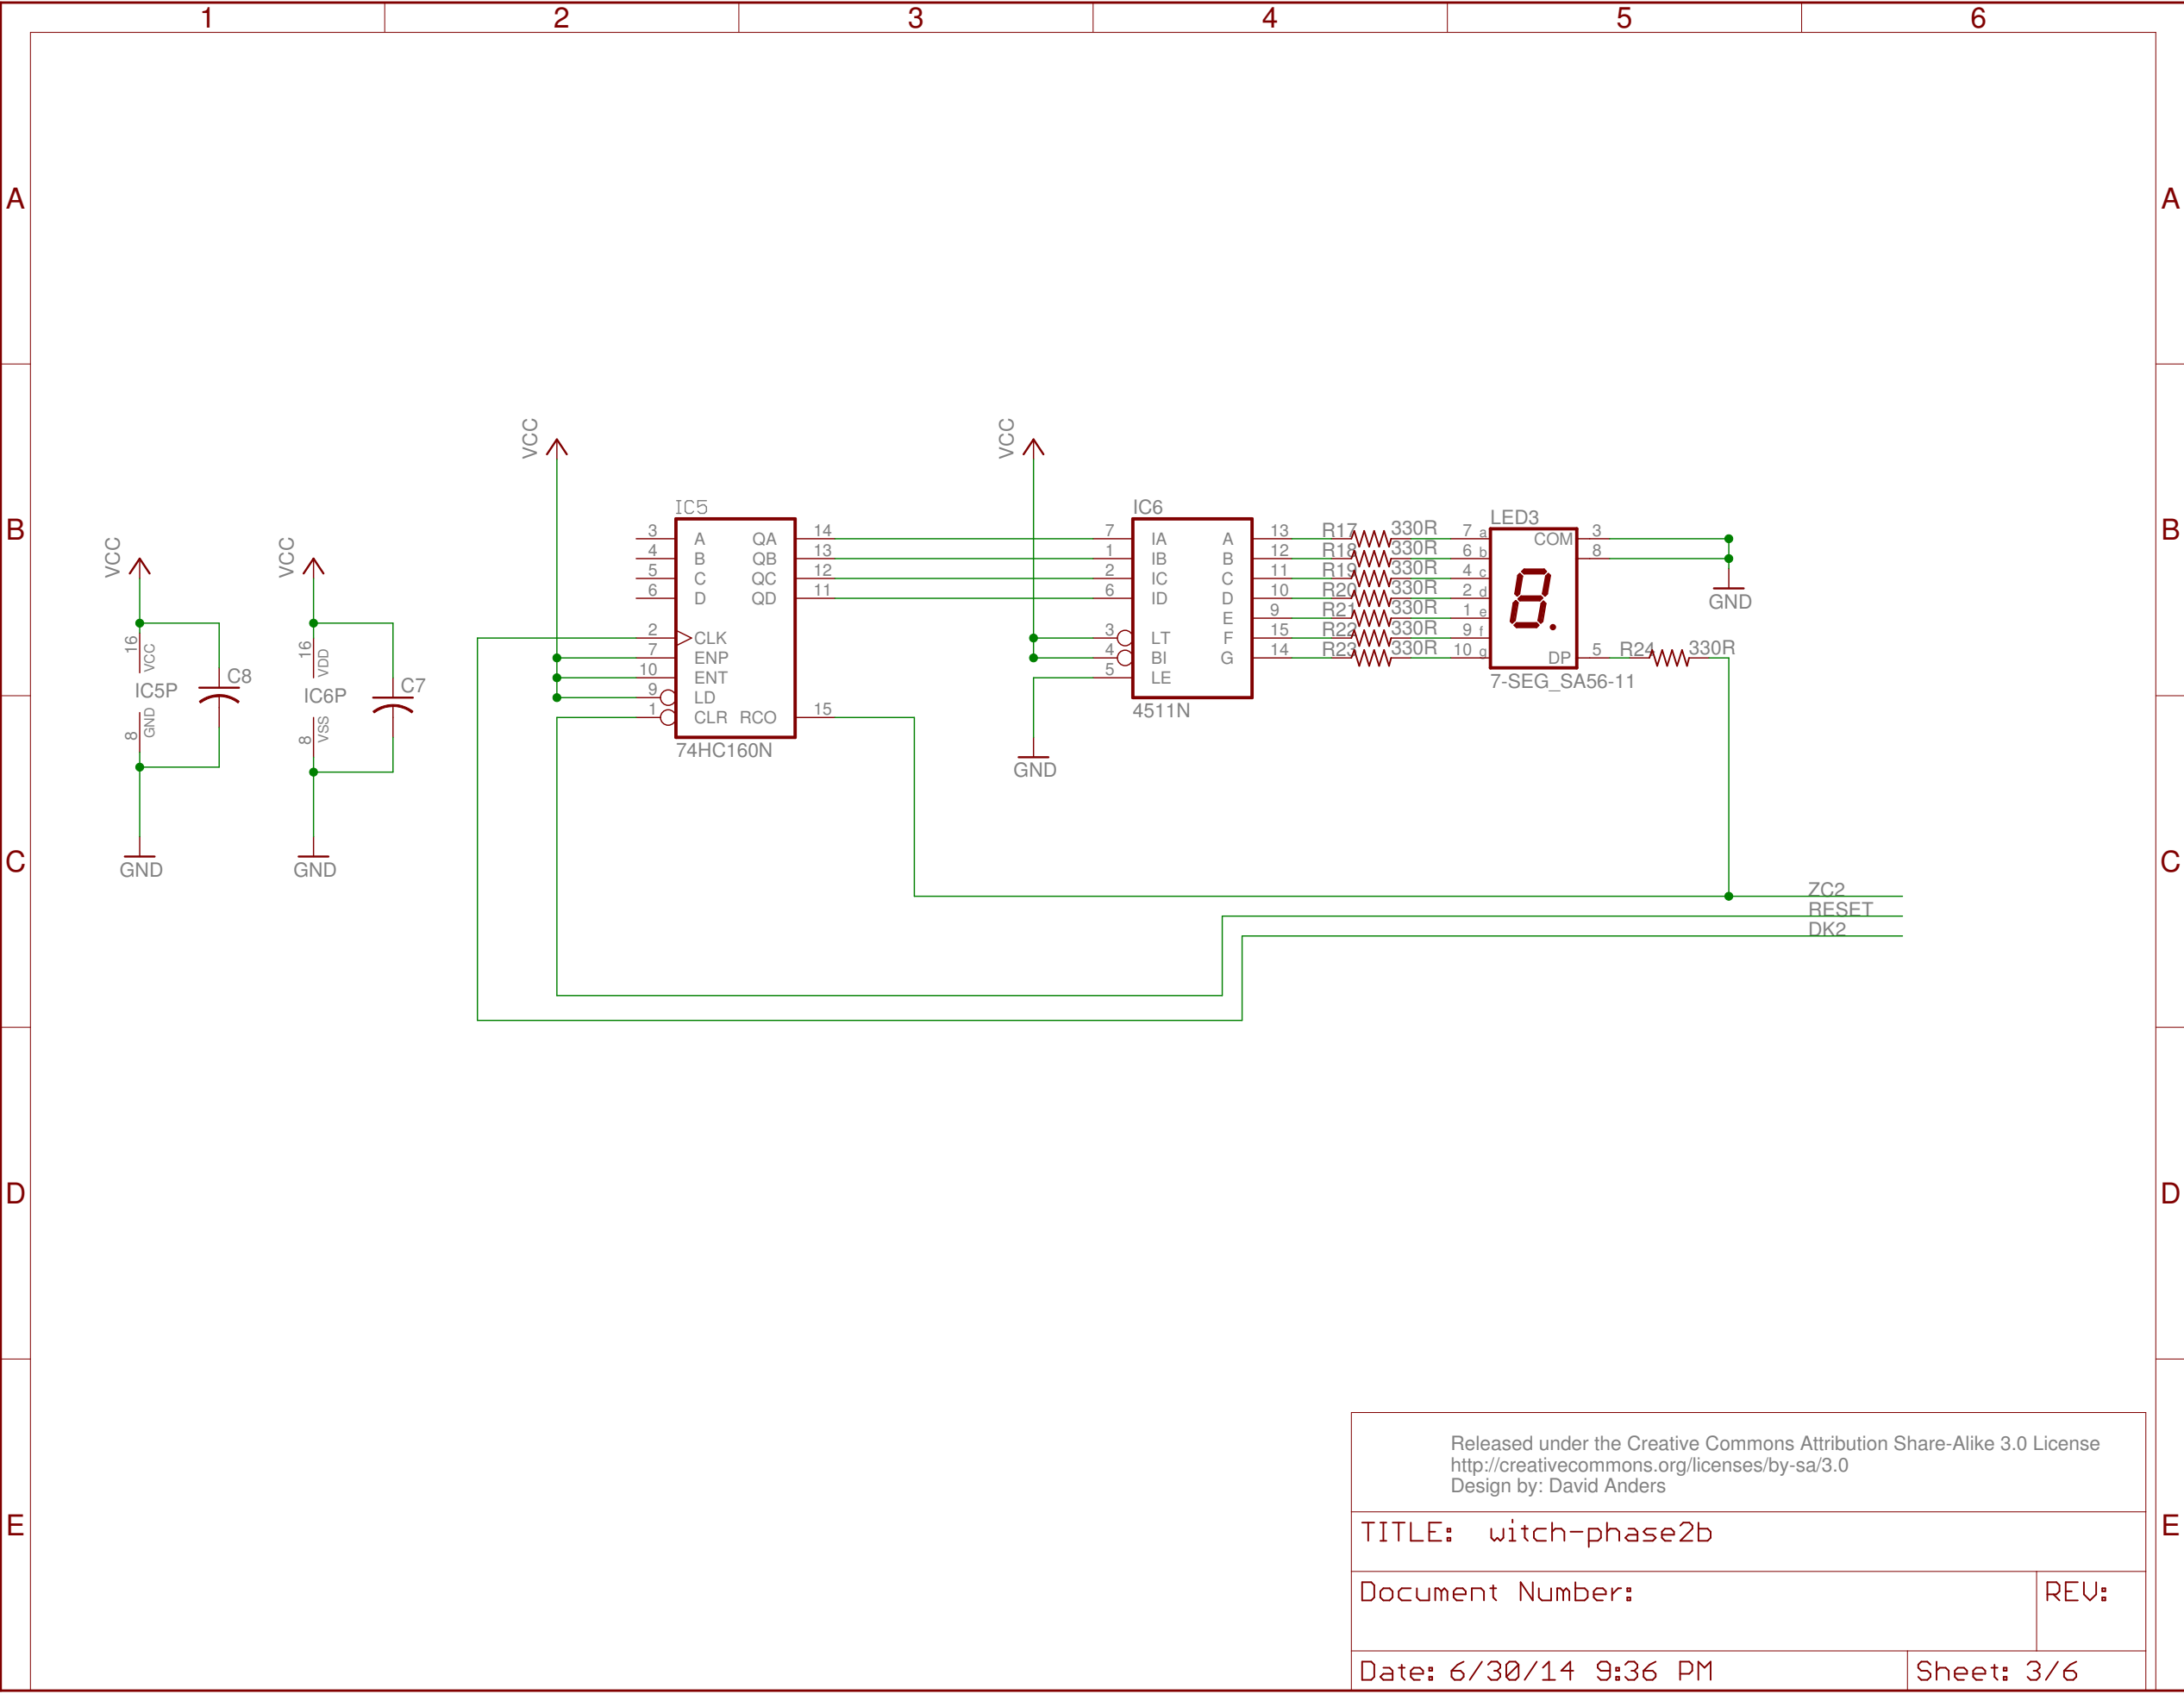 1 2 3 4 5 6
A A
B B
C C
D D
E E
VCC
16
VCC
IC5P
GND
8
C8
GND
VCC
16
VDD
IC6P
VSS
8
C7
GND
VCC
IC5
3 A QA 14
4 B QB 13
5 C QC 12
6 D QD 11
2 CLK
7 ENP
10 ENT
9 LD
1 CLR RCO 15
74HC160N
VCC
IC6
7 IA A 13
1 IB B 12
2 IC C 11
6 ID D 10
E 9
3 LT F 15
4 BI G 14
5 LE
4511N
GND
R17 330R
R18 330R
R19 330R
R20 330R
R21 330R
R22 330R
R23 330R
LED3
7 a COM 3
6 b 8
4 c
2 d
1 e
9 f
10 g DP 5
8.
7-SEG_SA56-11
R24 330R
GND
ZC2
RESET
DK2
Released under the Creative Commons Attribution Share-Alike 3.0 License
http://creativecommons.org/licenses/by-sa/3.0
Design by: David Anders
TITLE: witch-phase2b
Document Number: REV:
Date: 6/30/14 9:36 PM Sheet: 3/6